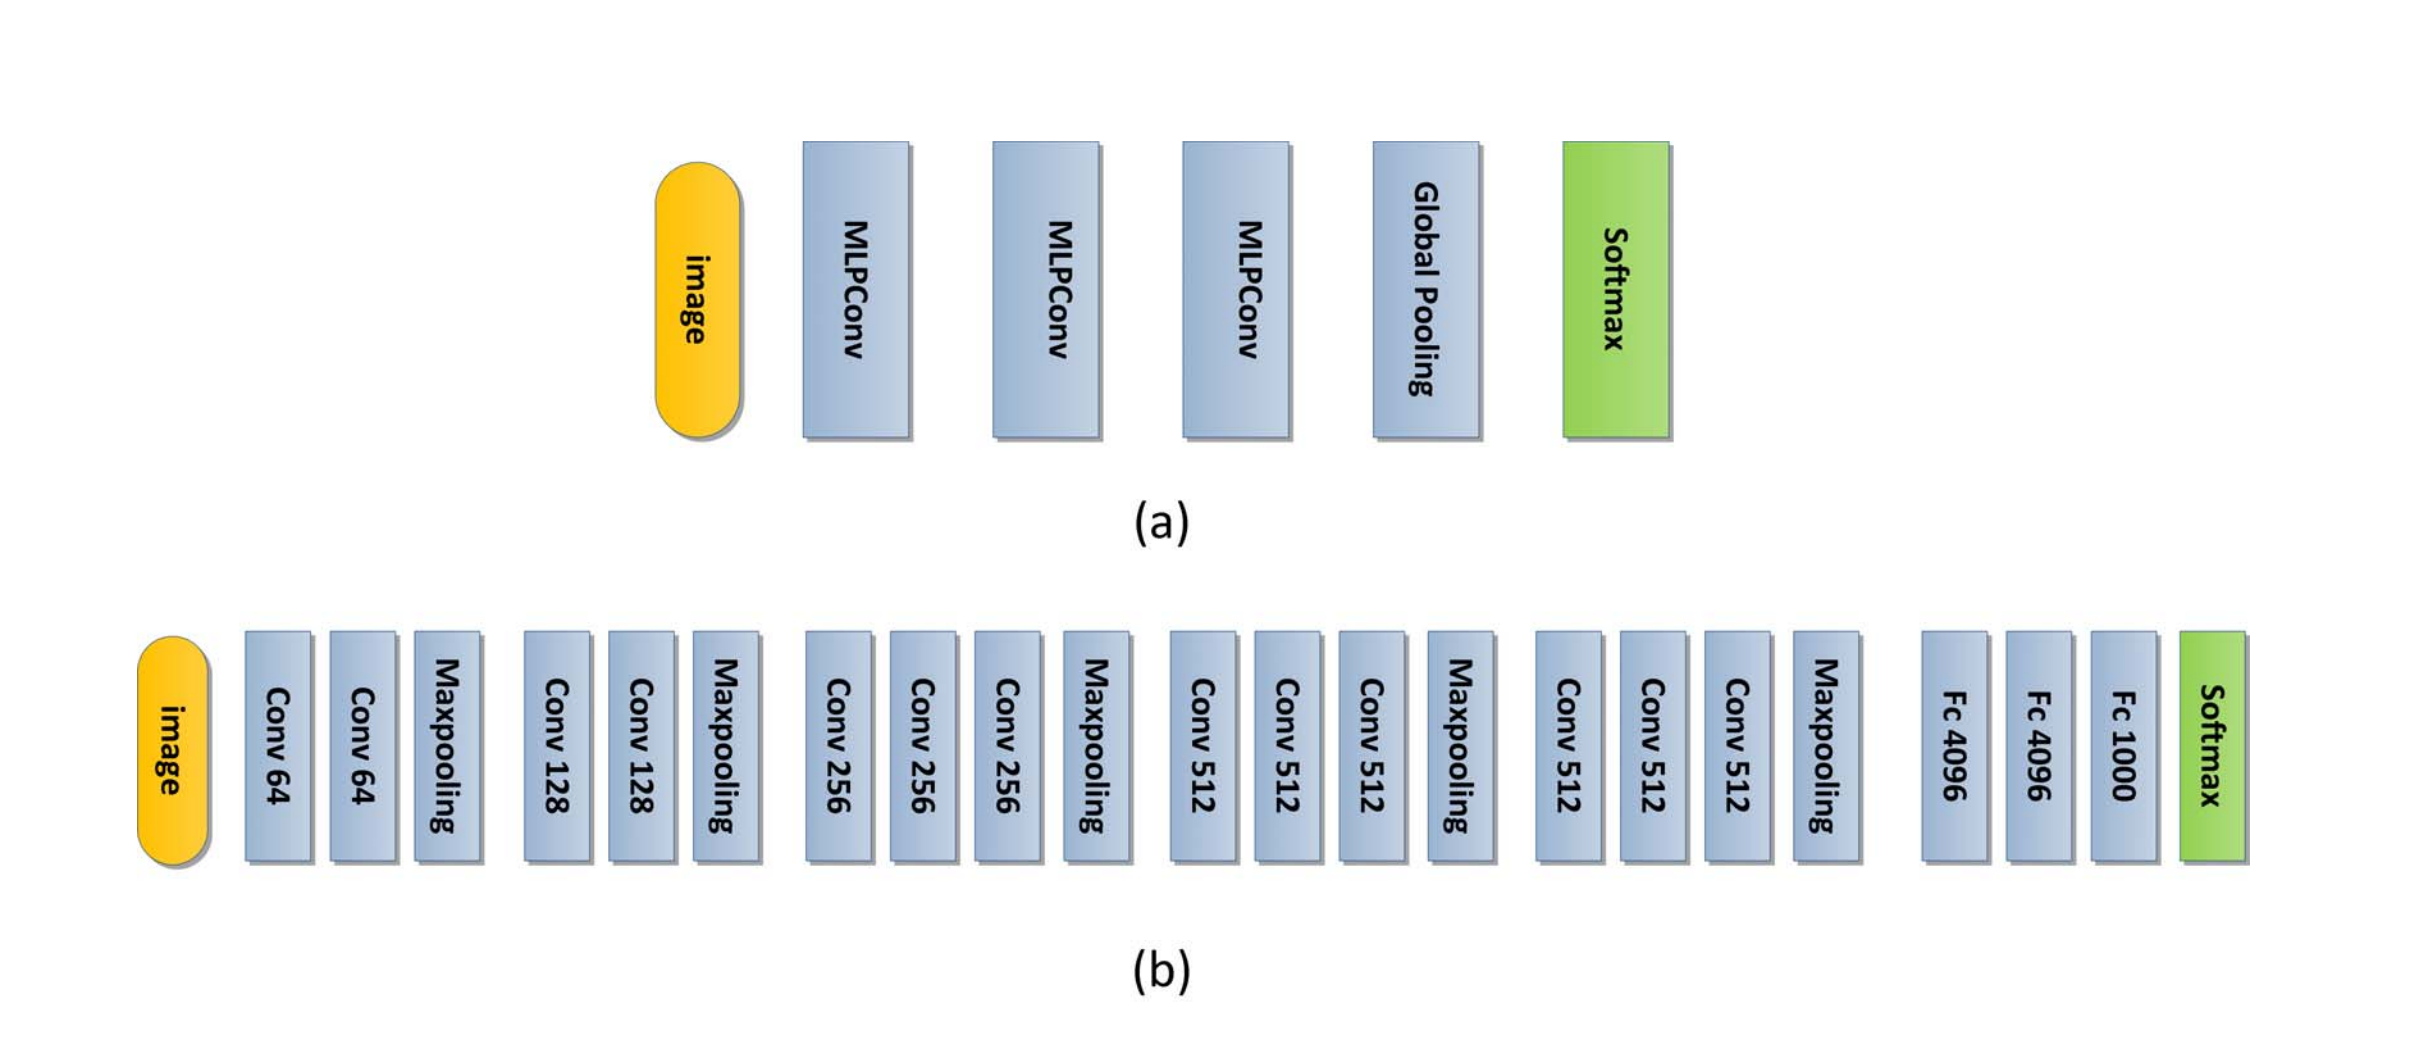 image
MLPConv
MLPConv
MLPConv
Global Pooling
Softmax
(a)
image
Conv 64
Conv 64
Maxpooling
Conv 128
Conv 128
Maxpooling
Conv 256
Conv 256
Conv 256
Maxpooling
Conv 512
Conv 512
Conv 512
Maxpooling
Conv 512
Conv 512
Conv 512
Maxpooling
Fc 4096
Fc 4096
Fc 1000
Softmax
(b)